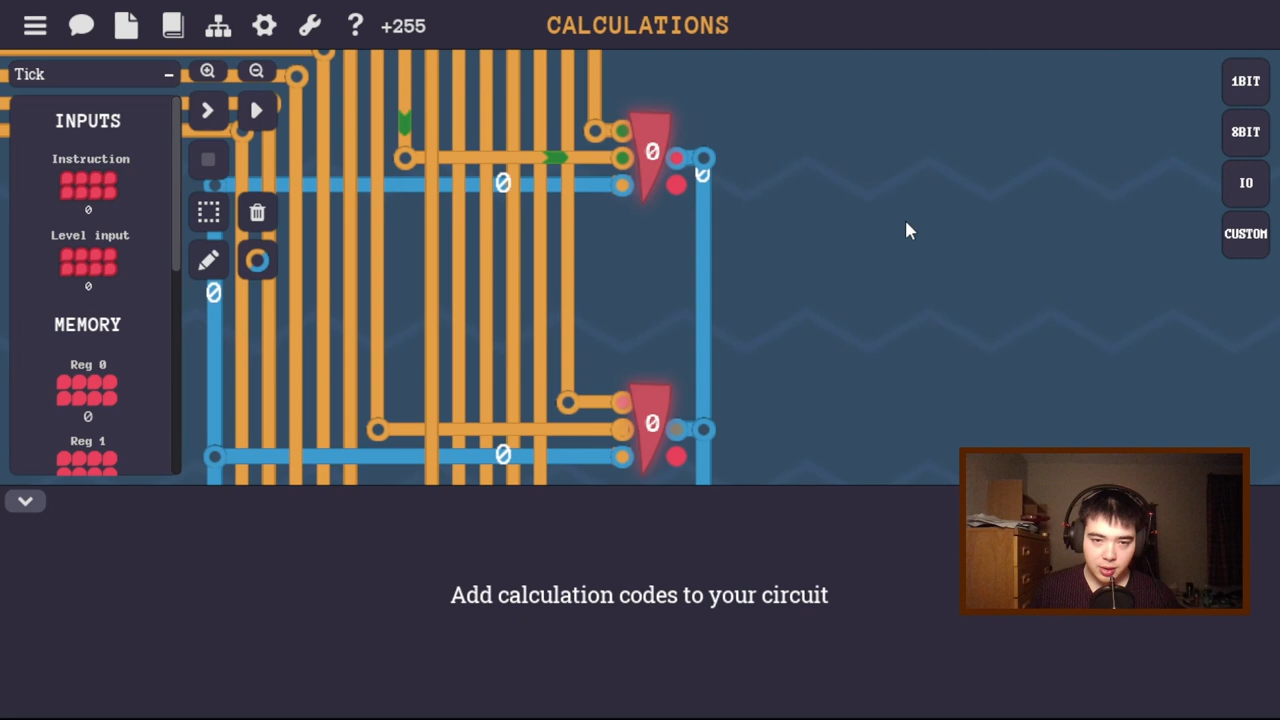 ? +255
CALCULATIONS
Tick
INPUTS
Instruction
0
Level input
0
MEMORY
Reg 0
0
Reg 1
0
0
0
0
0
0
1BIT
8BIT
IO
CUSTOM
Add calculation codes to your circuit